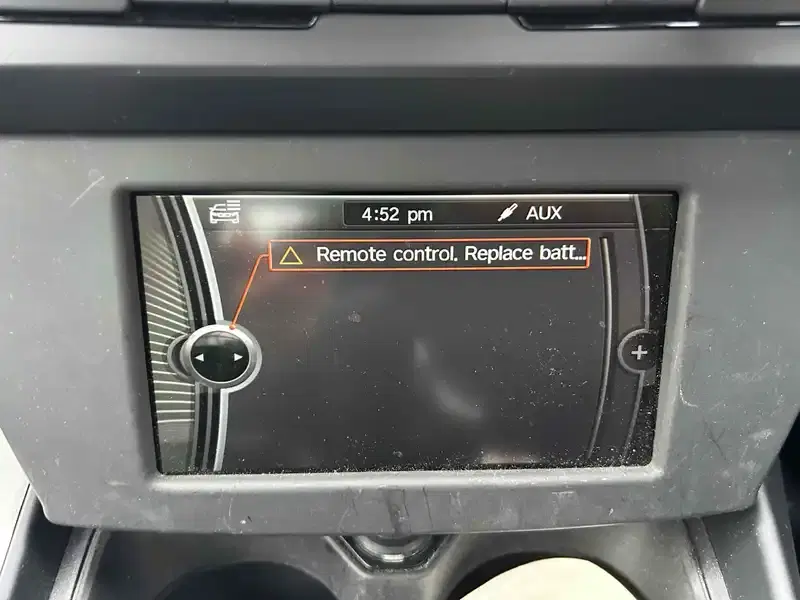 4:52 pm AUX
Remote control. Replace batt...